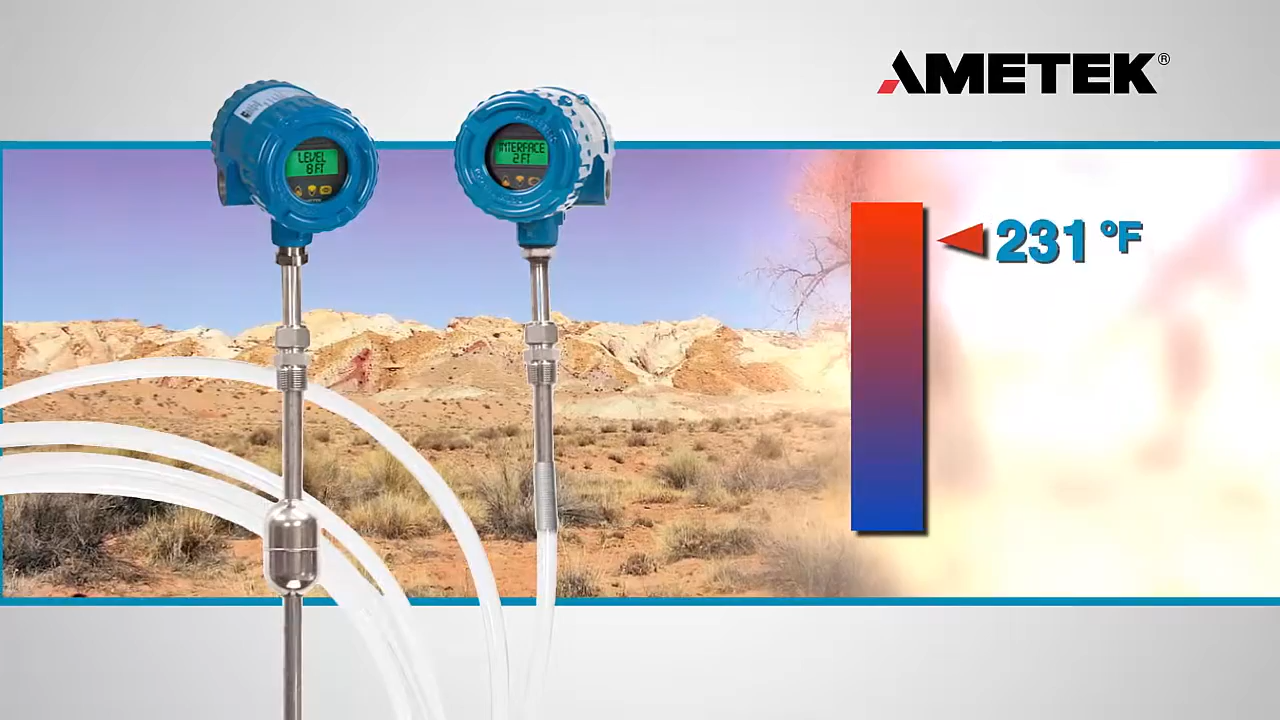 AMETEK®
LEVEL
8 FT
INTERFACE
2 FT
231 °F